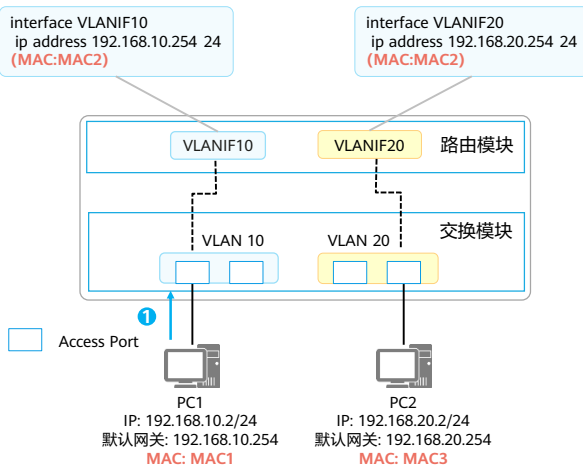 interface VLANIF10
ip address 192.168.10.254 24
(MAC:MAC2)
interface VLANIF20
ip address 192.168.20.254 24
(MAC:MAC2)
VLANIF10
VLANIF20
路由模块
VLAN 10
VLAN 20
交换模块
1
Access Port
PC1
IP: 192.168.10.2/24
默认网关: 192.168.10.254
MAC: MAC1
PC2
IP: 192.168.20.2/24
默认网关: 192.168.20.254
MAC: MAC3